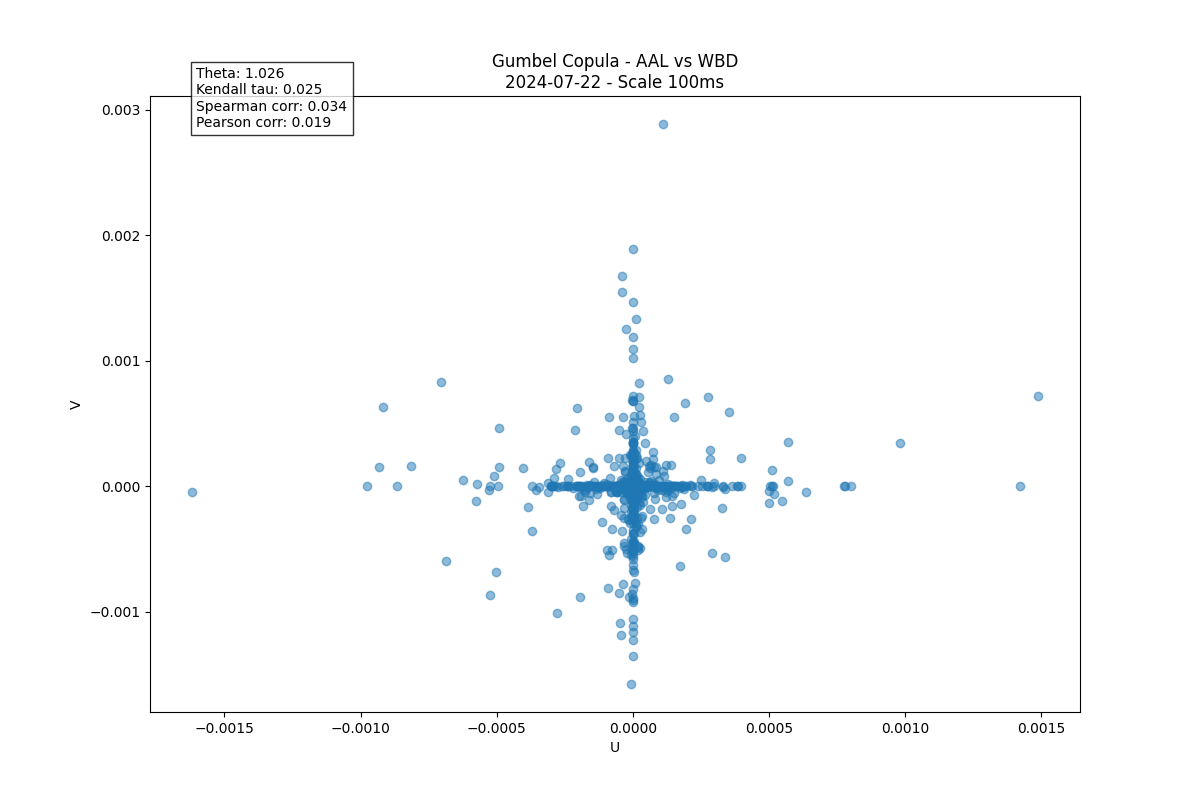 Gumbel Copula - AAL vs WBD
2024-07-22 - Scale 100ms
Theta: 1.026
Kendall tau: 0.025
Spearman corr: 0.034
Pearson corr: 0.019
0.003
0.002
0.001
0.000
−0.001
V
−0.0015
−0.0010
−0.0005
0.0000
0.0005
0.0010
0.0015
U